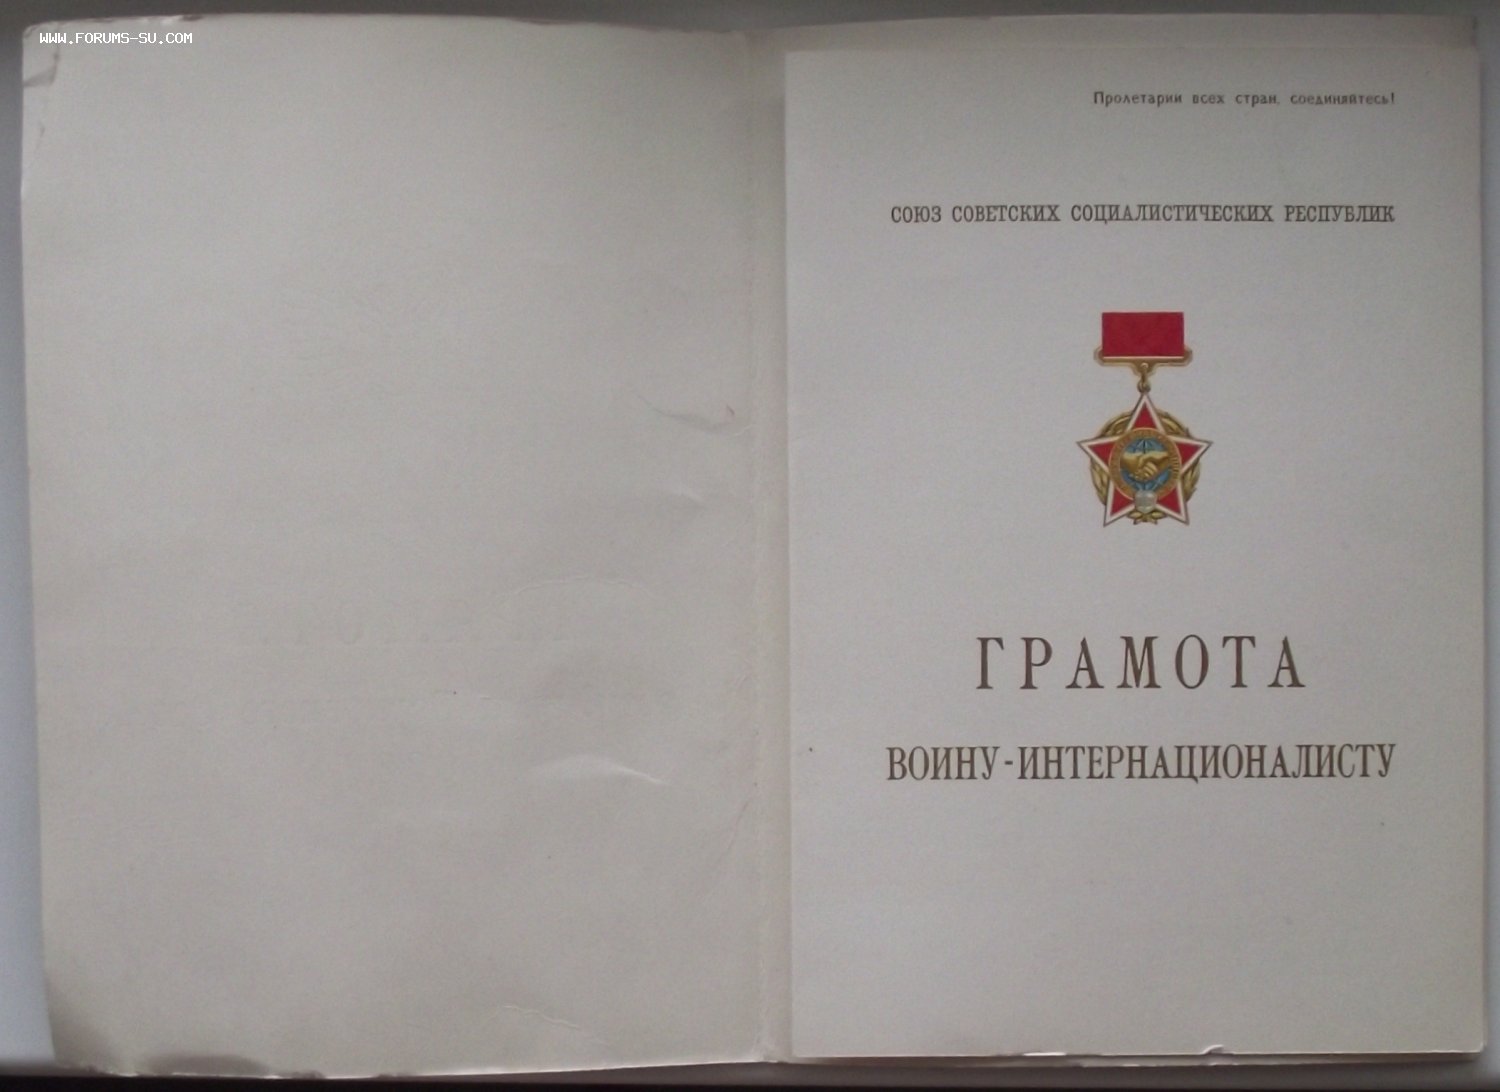 WWW.FORUMS-SU.COM
Пролетарии всех стран, соединяйтесь!
СОЮЗ СОВЕТСКИХ СОЦИАЛИСТИЧЕСКИХ РЕСПУБЛИК
ГРАМОТА
ВОИНУ-ИНТЕРНАЦИОНАЛИСТУ